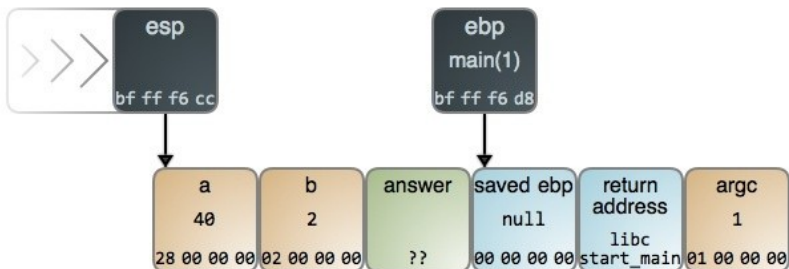 esp
bf ff f6 cc
ebp
main(1)
bf ff f6 d8
a
40
28 00 00 00
b
2
02 00 00 00
answer
??
saved ebp
null
00 00 00 00
return
address
libc
start_main
argc
1
01 00 00 00